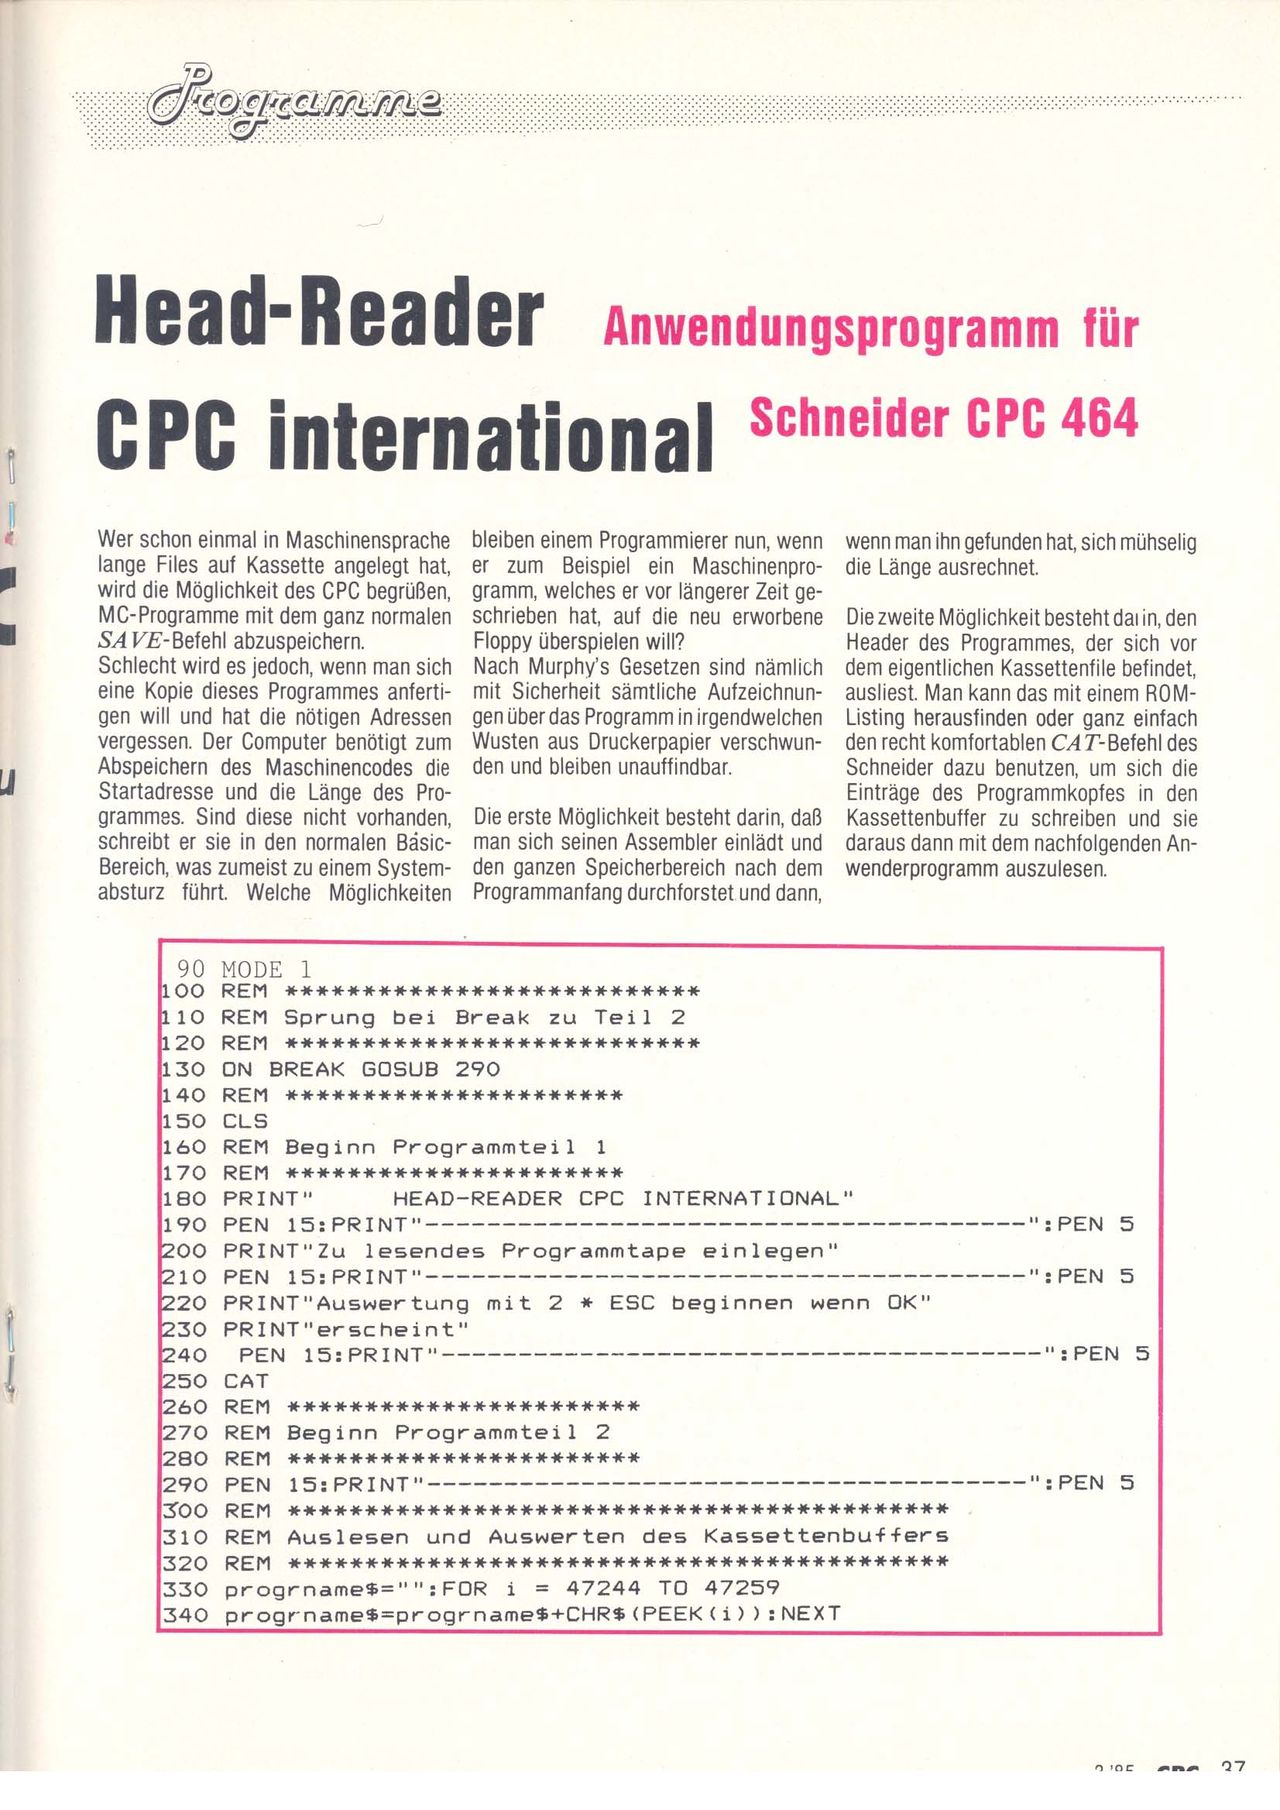 Programme
Head-Reader
CPC international
Anwendungsprogramm für
Schneider CPC 464
Wer schon einmal in Maschinensprache
lange Files auf Kassette angelegt hat,
wird die Möglichkeit des CPC begrüßen,
MC-Programme mit dem ganz normalen
SAVE-Befehl abzuspeichern.
Schlecht wird es jedoch, wenn man sich
eine Kopie dieses Programmes anferti-
gen will und hat die nötigen Adressen
vergessen. Der Computer benötigt zum
Abspeichern des Maschinencodes die
Startadresse und die Länge des Pro-
grammes. Sind diese nicht vorhanden,
schreibt er sie in den normalen Basic-
Bereich, was zumeist zu einem System-
absturz führt. Welche Möglichkeiten
bleiben einem Programmierer nun, wenn
er zum Beispiel ein Maschinenpro-
gramm, welches er vor längerer Zeit ge-
schrieben hat, auf die neu erworbene
Floppy überspielen will?
Nach Murphy's Gesetzen sind nämlich
mit Sicherheit sämtliche Aufzeichnun-
gen über das Programm in irgendwelchen
Wusten aus Druckerpapier verschwun-
den und bleiben unauffindbar.
Die erste Möglichkeit besteht darin, daß
man sich seinen Assembler einlädt und
den ganzen Speicherbereich nach dem
Programmanfang durchforstet und dann,
wenn man ihn gefunden hat, sich mühselig
die Länge ausrechnet.
Die zweite Möglichkeit besteht darin, den
Header des Programmes, der sich vor
dem eigentlichen Kassettenfile befindet,
ausliest. Man kann das mit einem ROM-
Listing herausfinden oder ganz einfach
den recht komfortablen CAT-Befehl des
Schneider dazu benutzen, um sich die
Einträge des Programmkopfes in den
Kassettenbuffer zu schreiben und sie
daraus dann mit dem nachfolgenden An-
wenderprogramm auszulesen.
90 MODE 1
100 REM ***************************
110 REM Sprung bei Break zu Teil 2
120 REM ***************************
130 ON BREAK GOSUB 290
140 REM **********************
150 CLS
160 REM Beginn Programmteil 1
170 REM **********************
180 PRINT"     HEAD-READER CPC INTERNATIONAL"
190 PEN 15:PRINT"---------------------------------------":PEN 5
200 PRINT"Zu lesendes Programmtape einlegen"
210 PEN 15:PRINT"---------------------------------------":PEN 5
220 PRINT"Auswertung mit 2 * ESC beginnen wenn OK"
230 PRINT"erscheint"
240  PEN 15:PRINT"---------------------------------------":PEN 5
250 CAT
260 REM ***********************
270 REM Beginn Programmteil 2
280 REM ***********************
290 PEN 15:PRINT"---------------------------------------":PEN 5
300 REM *******************************************
310 REM Auslesen und Auswerten des Kassettenbuffers
320 REM *******************************************
330 progrname$="":FOR i = 47244 TO 47259
340 progrname$=progrname$+CHR$(PEEK(i)):NEXT
37